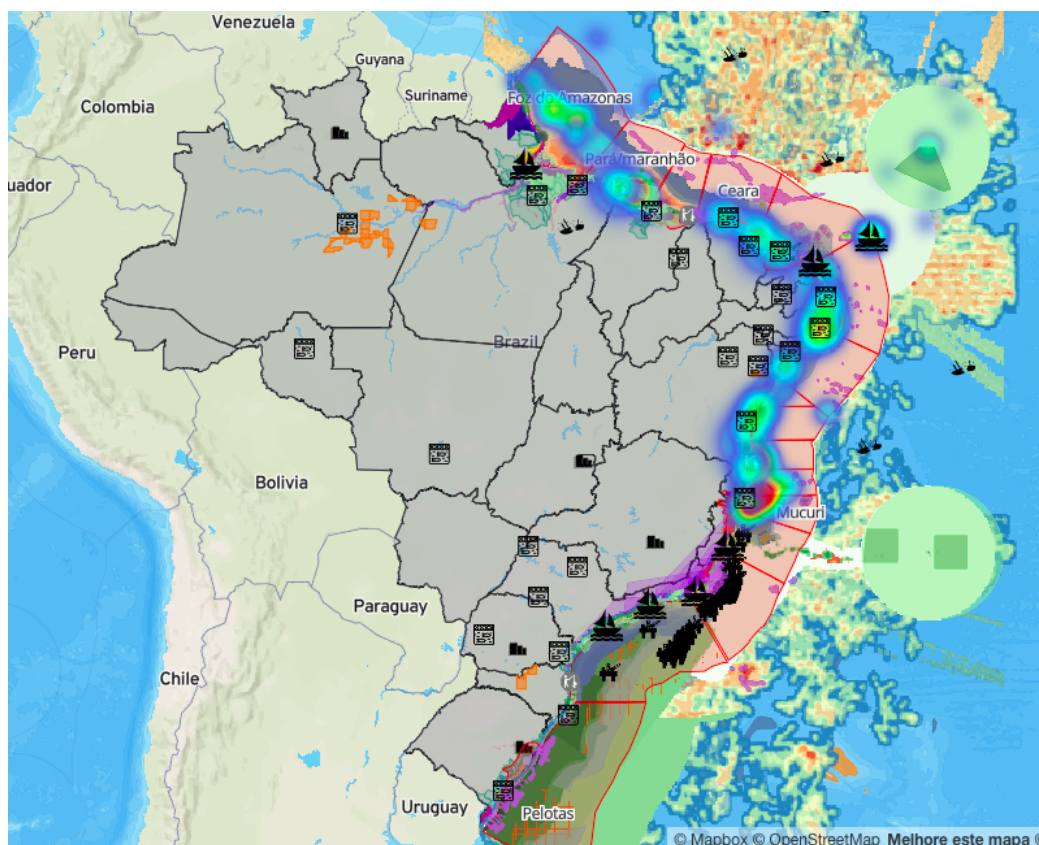 Venezuela
Guyana
Suriname
Colombia
Foz do Amazonas
Pará/maranhão
Ceara
uador
Peru
Brazil
Bolivia
Mucuri
Paraguay
Chile
Uruguay
Pelotas
© Mapbox © OpenStreetMap Melhore este mapa ©